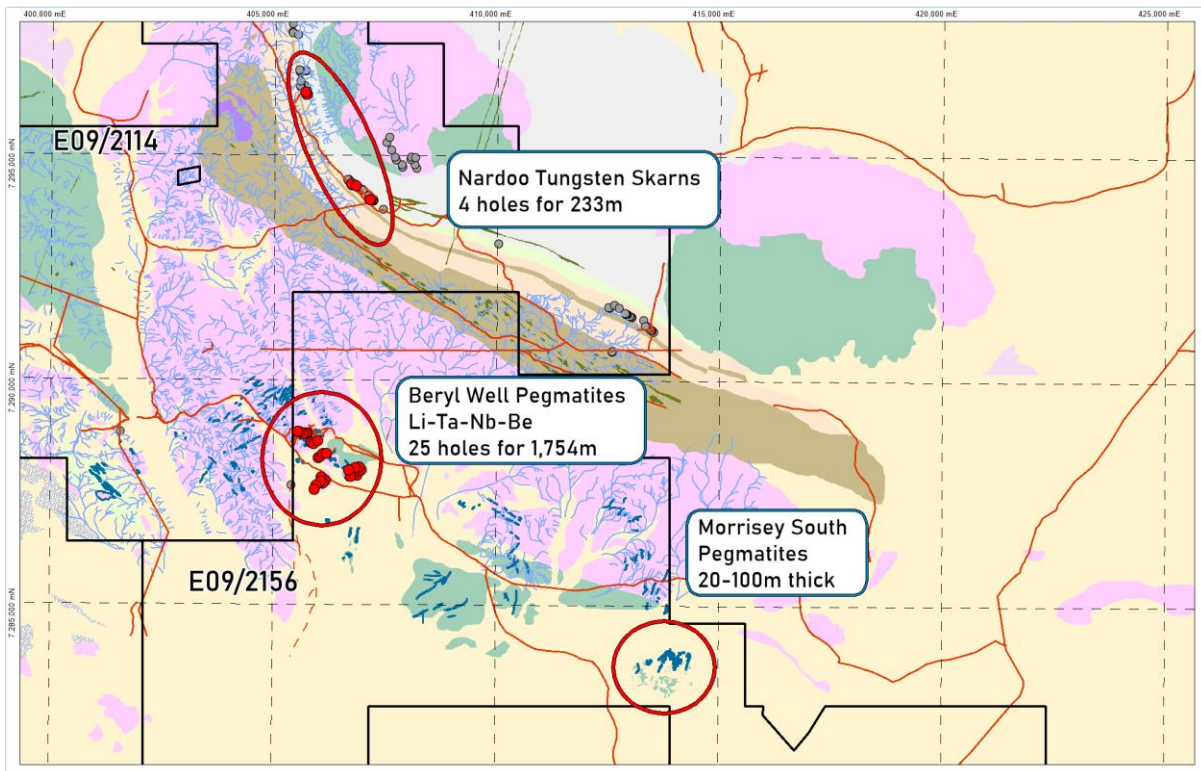 400,000 mE
405,000 mE
410,000 mE
415,000 mE
420,000 mE
425,000 mE
7 295,000 mN
E09/2114
Nardoo Tungsten Skarns
4 holes for 233m
7 290,000 mN
Beryl Well Pegmatites
Li-Ta-Nb-Be
25 holes for 1,754m
Morrisey South
Pegmatites
20-100m thick
E09/2156
7 285,000 mN